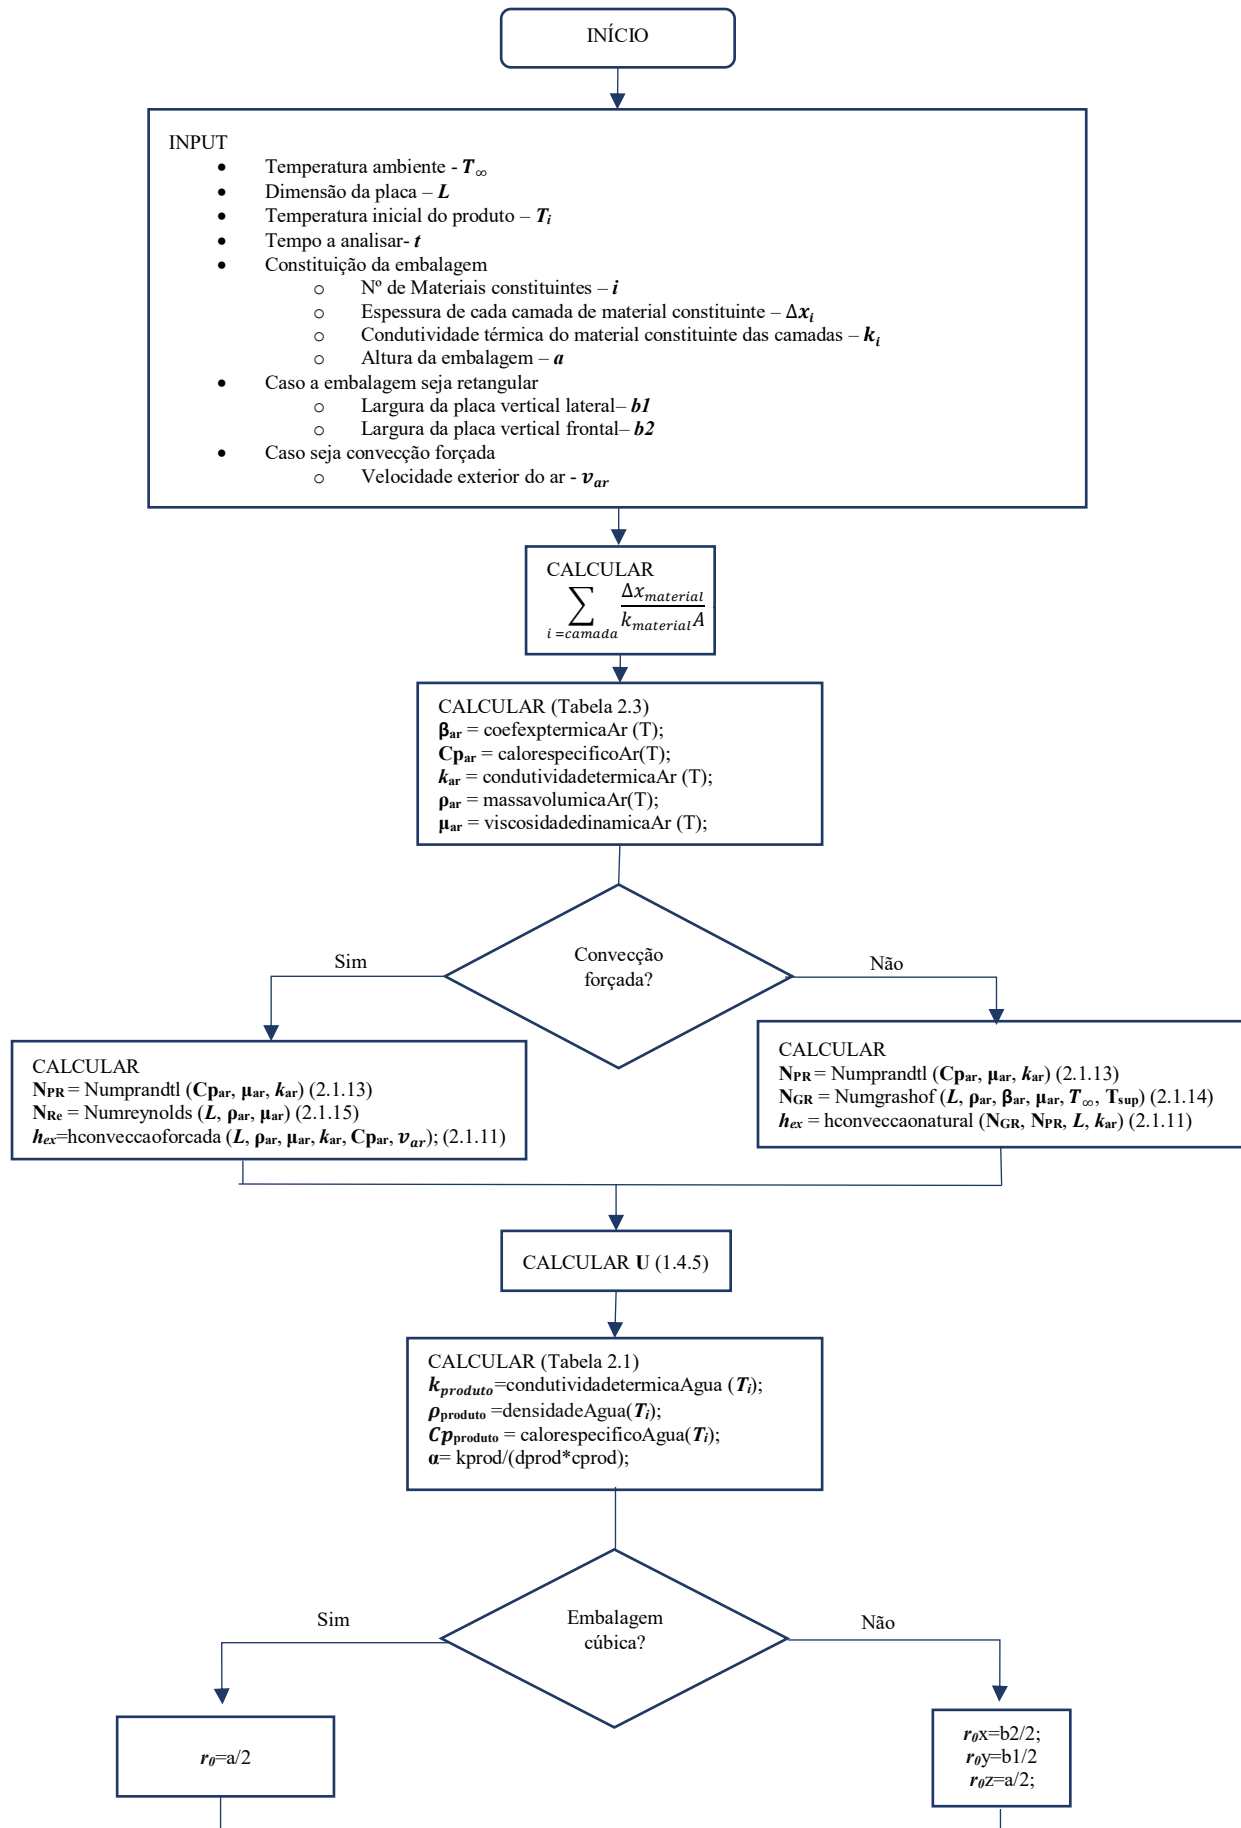 INÍCIO
INPUT
• Temperatura ambiente - T∞
• Dimensão da placa – L
• Temperatura inicial do produto – Ti
• Tempo a analisar- t
• Constituição da embalagem
o Nº de Materiais constituintes – i
o Espessura de cada camada de material constituinte – Δxi
o Condutividade térmica do material constituinte das camadas – ki
o Altura da embalagem – a
• Caso a embalagem seja retangular
o Largura da placa vertical lateral– b1
o Largura da placa vertical frontal– b2
• Caso seja convecção forçada
o Velocidade exterior do ar - var
CALCULAR
∑ i =camada Δxmaterial / kmaterialA
CALCULAR (Tabela 2.3)
βar = coefexptermicaAr (T);
Cpar = calorespecificoAr(T);
kar = condutividadetermicaAr (T);
ρar = massavolumicaAr(T);
μar = viscosidadedinamicaAr (T);
Convecção
forçada?
Sim
Não
CALCULAR
NPR = Numprandtl (Cpar, μar, kar) (2.1.13)
NRe = Numreynolds (L, ρar, μar) (2.1.15)
hex=hconveccaoforcada (L, ρar, μar, kar, Cpar, var); (2.1.11)
CALCULAR
NPR = Numprandtl (Cpar, μar, kar) (2.1.13)
NGR = Numgrashof (L, ρar, βar, μar, T∞, Tsup) (2.1.14)
hex = hconveccaonatural (NGR, NPR, L, kar) (2.1.11)
CALCULAR U (1.4.5)
CALCULAR (Tabela 2.1)
kproduto=condutividadetermicaAgua (Ti);
ρproduto =densidadeAgua(Ti);
Cpproduto = calorespecificoAgua(Ti);
α= kprod/(dprod*cprod);
Embalagem
cúbica?
Sim
Não
r0=a/2
r0x=b2/2;
r0y=b1/2
r0z=a/2;